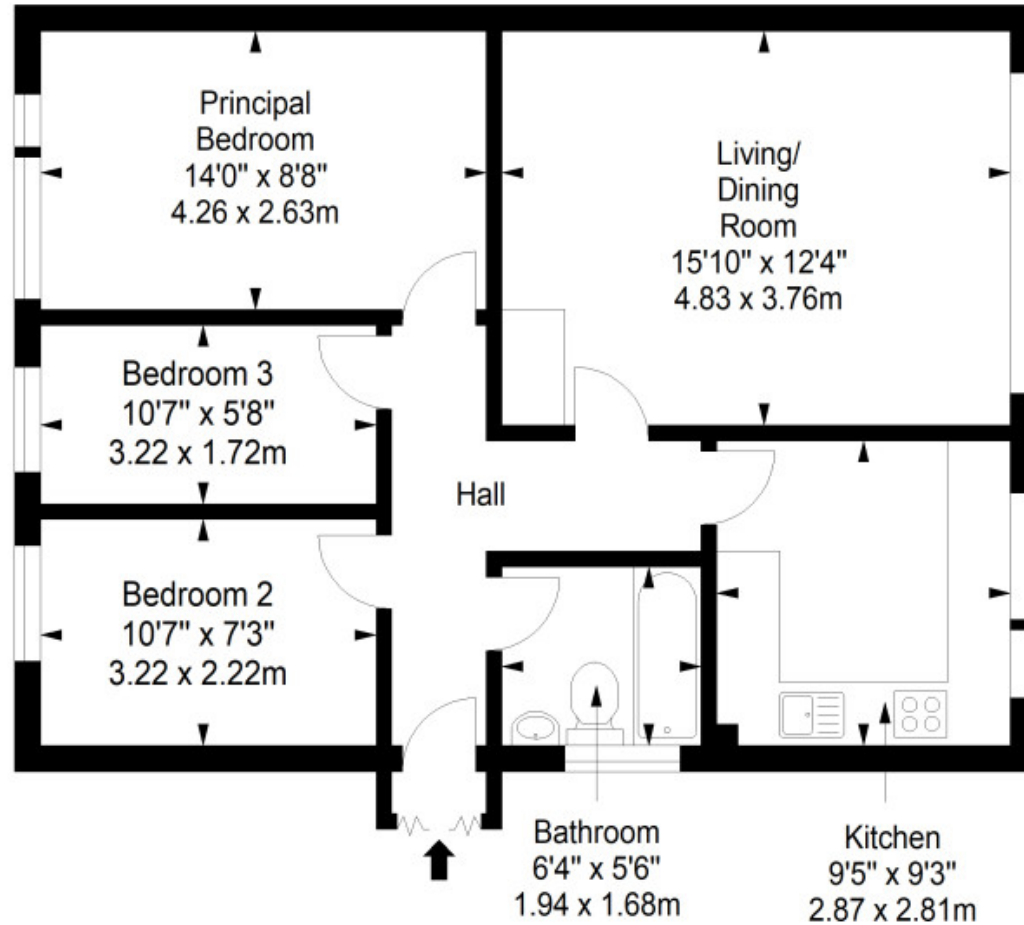 Principal
Bedroom
14'0" x 8'8"
4.26 x 2.63m
Living/
Dining
Room
15'10" x 12'4"
4.83 x 3.76m
Bedroom 3
10'7" x 5'8"
3.22 x 1.72m
Hall
Bedroom 2
10'7" x 7'3"
3.22 x 2.22m
Bathroom
6'4" x 5'6"
1.94 x 1.68m
Kitchen
9'5" x 9'3"
2.87 x 2.81m